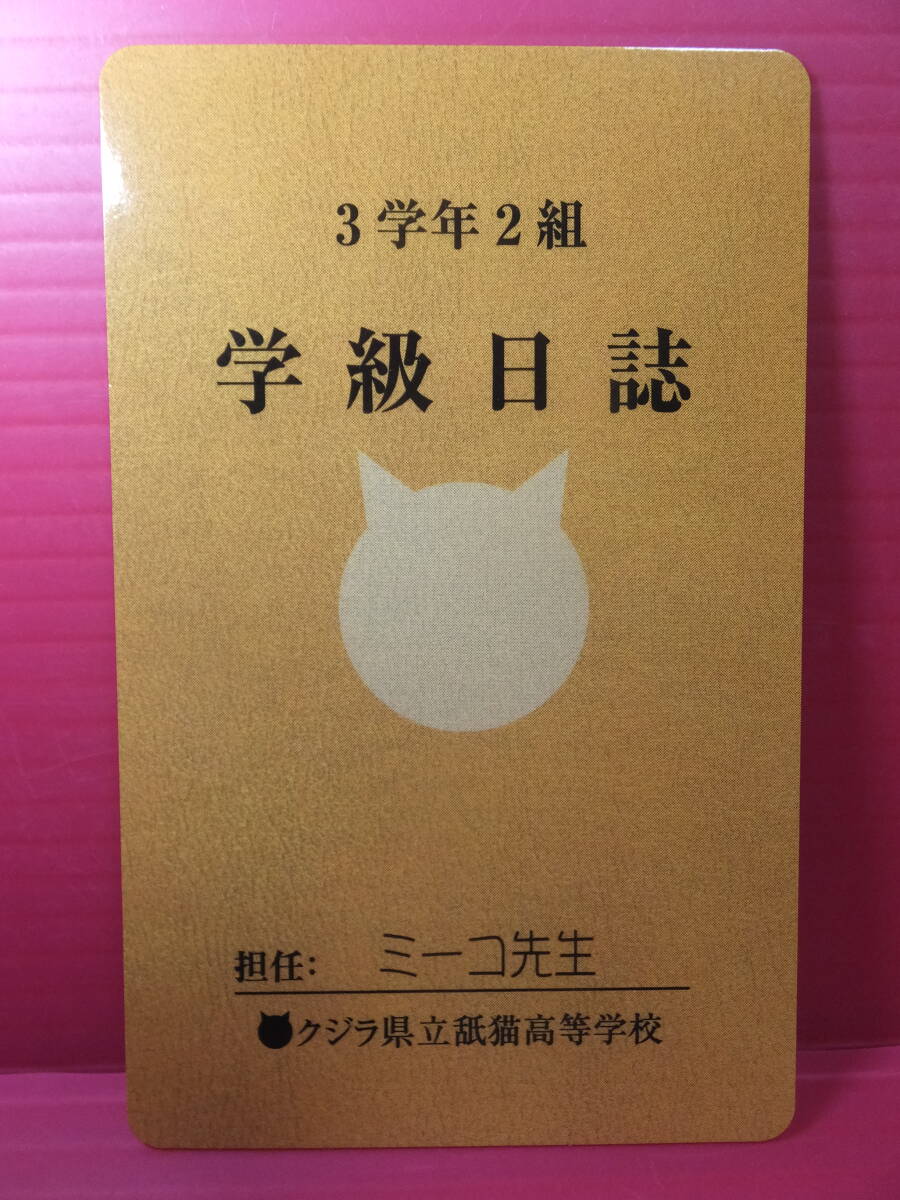 3学年2組
学級日誌
担任: ミーコ先生
クジラ県立舐猫高等学校